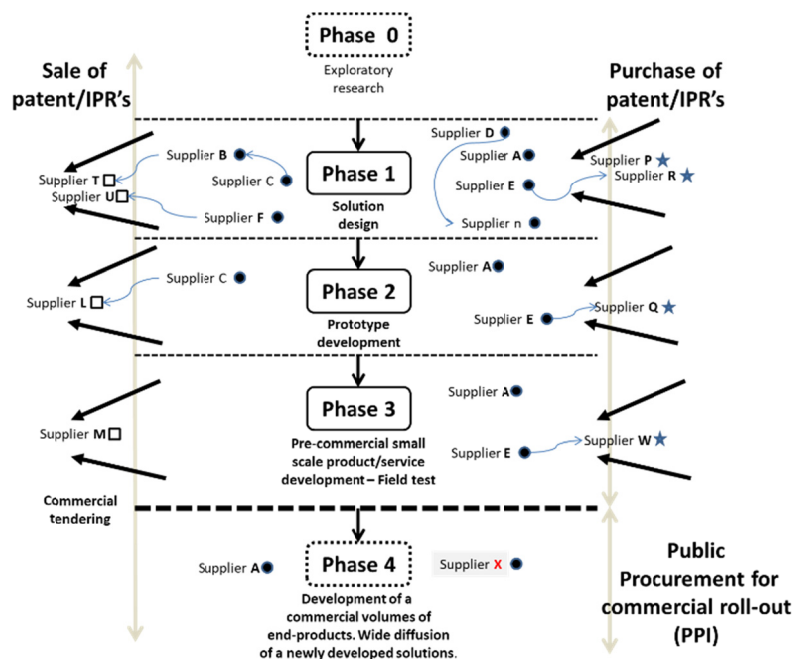 Phase 0
Exploratory
research
Sale of
patent/IPR's
Purchase of
patent/IPR's
Supplier D
Supplier B
Supplier A
Supplier P
Supplier T
Supplier C
Phase 1
Supplier E
Supplier R
Supplier U
Solution
design
Supplier F
Supplier n
Supplier C
Supplier A
Phase 2
Supplier L
Supplier E
Supplier Q
Prototype
development
Supplier A
Phase 3
Supplier M
Supplier E
Supplier W
Pre-commercial small
scale product/service
development – Field test
Commercial
tendering
Supplier A
Phase 4
Supplier X
Development of a
commercial volumes of
end-products. Wide diffusion
of a newly developed solutions.
Public
Procurement for
commercial roll-out
(PPI)